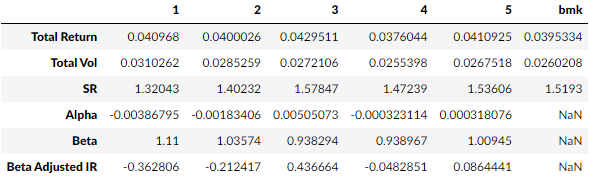 1 2 3 4 5 bmk
Total Return 0.040968 0.0400026 0.0429511 0.0376044 0.0410925 0.0395334
Total Vol 0.0310262 0.0285259 0.0272106 0.0255398 0.0267518 0.0260208
SR 1.32043 1.40232 1.57847 1.47239 1.53606 1.5193
Alpha -0.00386795 -0.00183406 0.00505073 -0.000323114 0.000318076 NaN
Beta 1.11 1.03574 0.938294 0.938967 1.00945 NaN
Beta Adjusted IR -0.362806 -0.212417 0.436664 -0.0482851 0.0864441 NaN